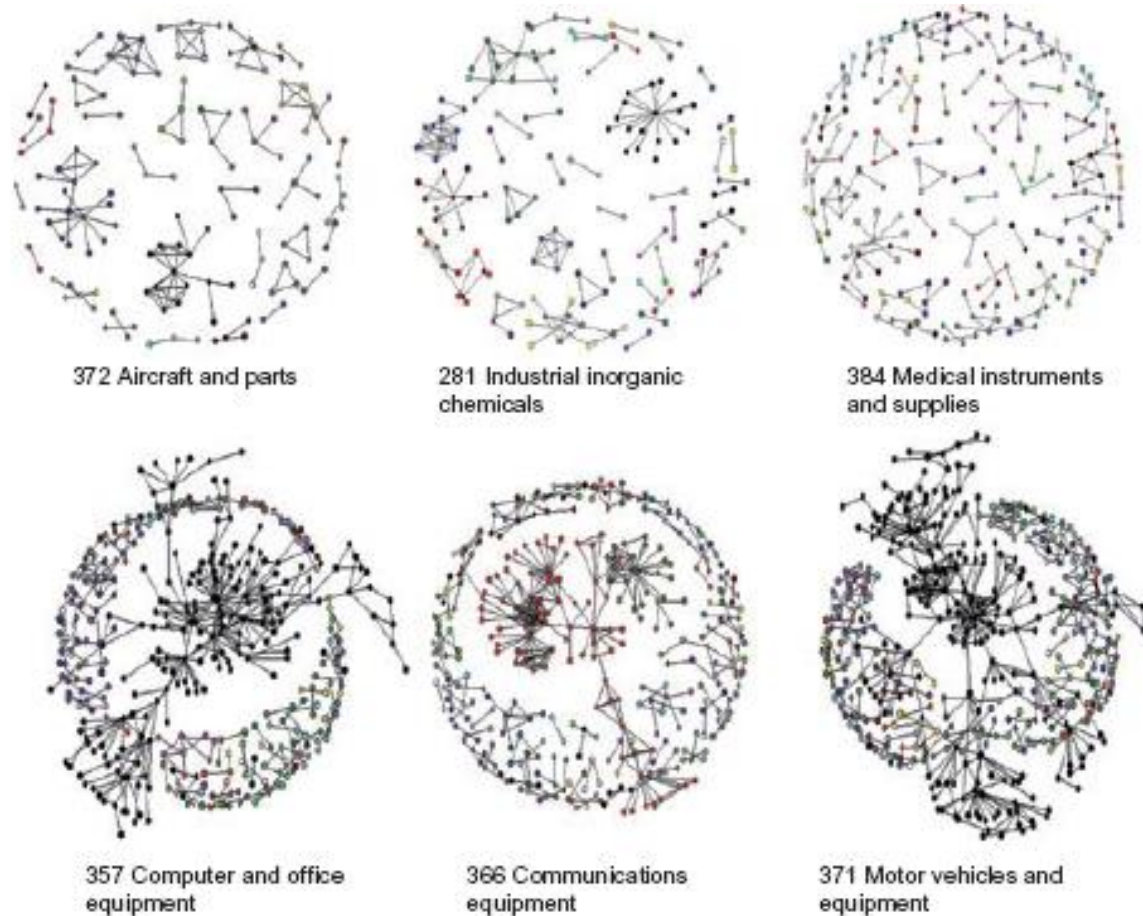 372 Aircraft and parts
281 Industrial inorganic
chemicals
384 Medical instruments
and supplies
357 Computer and office
equipment
366 Communications
equipment
371 Motor vehicles and
equipment